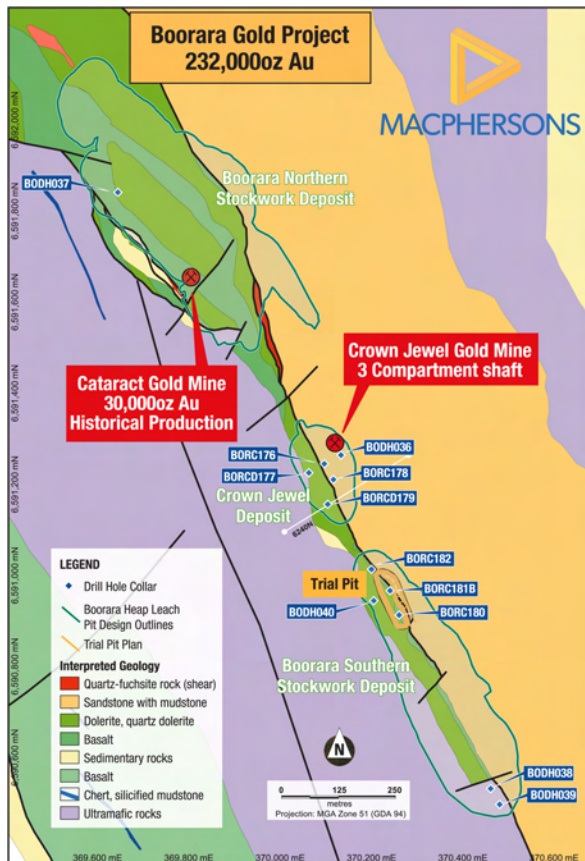 Boorara Gold Project
232,000oz Au
MACPHERSONS
6,592,000 mN
6,591,800 mN
6,591,600 mN
6,591,400 mN
6,591,200 mN
6,591,000 mN
6,590,800 mN
6,590,600 mN
BODH037
Boorara Northern
Stockwork Deposit
Cataract Gold Mine
30,000oz Au
Historical Production
Crown Jewel Gold Mine
3 Compartment shaft
BORC176
BODH036
BORCD177
BORC178
Crown Jewel
Deposit
BORCD179
6240N
BORC182
Trial Pit
BORC181B
BODH040
BORC180
Boorara Southern
Stockwork Deposit
BODH038
BODH039
LEGEND
Drill Hole Collar
Boorara Heap Leach
Pit Design Outlines
Trial Pit Plan
Interpreted Geology
Quartz-fuchsite rock (shear)
Sandstone with mudstone
Dolerite, quartz dolerite
Basalt
Sedimentary rocks
Basalt
Chert, silicified mudstone
Ultramafic rocks
N
0 125 250
metres
Projection: MGA Zone 51 (GDA 94)
369,600 mE 369,800 mE 370,000 mE 370,200 mE 370,400 mE 370,600 mE